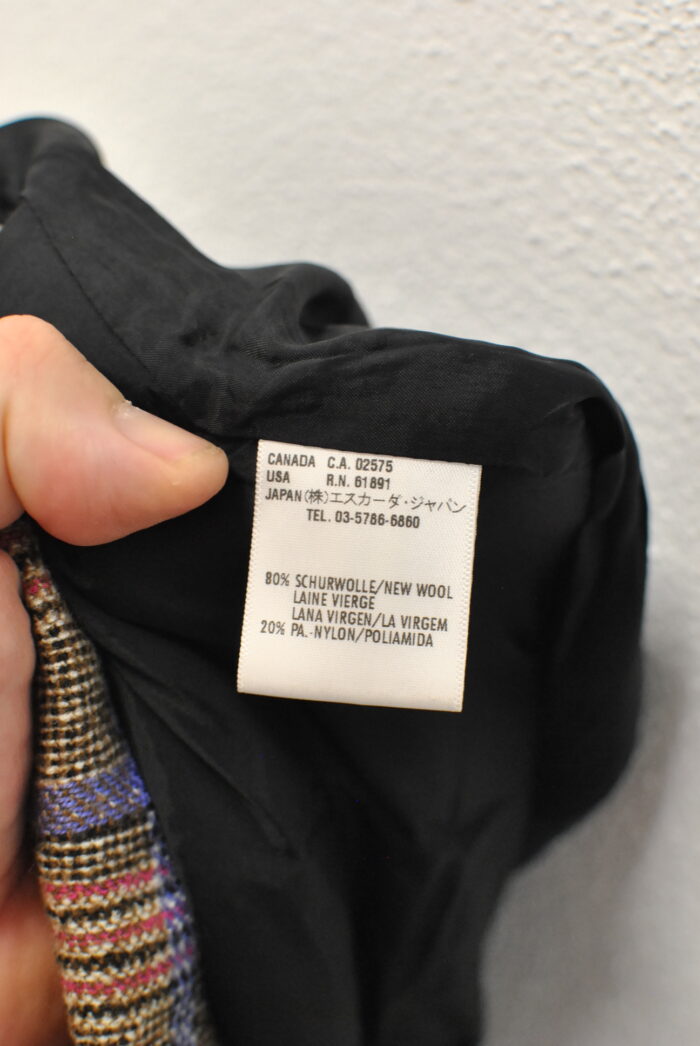 CANADA C.A. 02575
USA R.N. 61891
JAPAN(株)エスカーダ・ジャパン
TEL. 03-5786-6860
80% SCHURWOLLE/NEW WOOL
LAINE VIERGE
LANA VIRGEN/LA VIRGEM
20% PA.-NYLON/POLIAMIDA